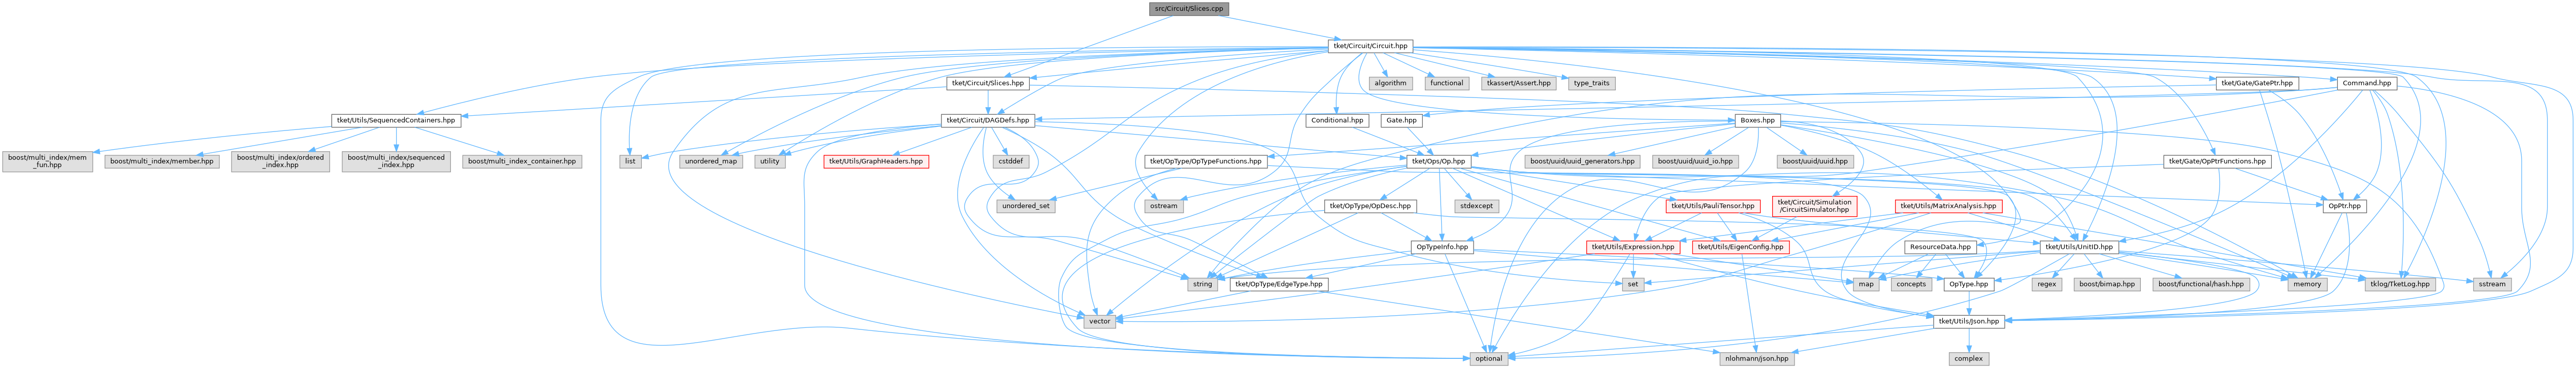 src/Circuit/Slices.cpp
tket/Circuit/Circuit.hpp
tket/Circuit/Slices.hpp
algorithm
functional
tkassert/Assert.hpp
type_traits
tket/Gate/GatePtr.hpp
Command.hpp
tket/Utils/SequencedContainers.hpp
tket/Circuit/DAGDefs.hpp
Conditional.hpp
Gate.hpp
Boxes.hpp
boost/multi_index/mem
_fun.hpp
boost/multi_index/member.hpp
boost/multi_index/ordered
_index.hpp
boost/multi_index/sequenced
_index.hpp
boost/multi_index_container.hpp
list
unordered_map
utility
tket/Utils/GraphHeaders.hpp
cstddef
tket/OpType/OpTypeFunctions.hpp
tket/Ops/Op.hpp
boost/uuid/uuid_generators.hpp
boost/uuid/uuid_io.hpp
boost/uuid/uuid.hpp
tket/Gate/OpPtrFunctions.hpp
unordered_set
ostream
tket/OpType/OpDesc.hpp
stdexcept
tket/Utils/PauliTensor.hpp
tket/Circuit/Simulation
/CircuitSimulator.hpp
tket/Utils/MatrixAnalysis.hpp
OpPtr.hpp
OpTypeInfo.hpp
tket/Utils/Expression.hpp
tket/Utils/EigenConfig.hpp
ResourceData.hpp
tket/Utils/UnitID.hpp
string
tket/OpType/EdgeType.hpp
set
map
concepts
OpType.hpp
regex
boost/bimap.hpp
boost/functional/hash.hpp
memory
tklog/TketLog.hpp
sstream
vector
tket/Utils/Json.hpp
optional
nlohmann/json.hpp
complex